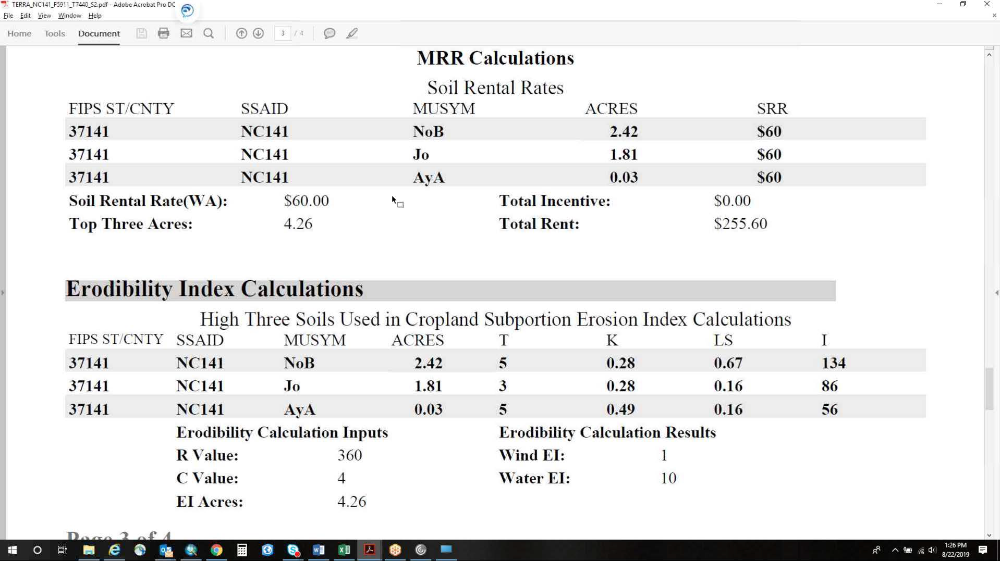 TERRA_NC141_F5911_T7440_S2.pdf - Adobe Acrobat Pro DC
File Edit View Window Help
Home Tools Document 3 / 4
MRR Calculations
Soil Rental Rates
FIPS ST/CNTY SSAID MUSYM ACRES SRR
37141 NC141 NoB 2.42 $60
37141 NC141 Jo 1.81 $60
37141 NC141 AyA 0.03 $60
Soil Rental Rate(WA): $60.00 Total Incentive: $0.00
Top Three Acres: 4.26 Total Rent: $255.60
Erodibility Index Calculations
High Three Soils Used in Cropland Subportion Erosion Index Calculations
FIPS ST/CNTY SSAID MUSYM ACRES T K LS I
37141 NC141 NoB 2.42 5 0.28 0.67 134
37141 NC141 Jo 1.81 3 0.28 0.16 86
37141 NC141 AyA 0.03 5 0.49 0.16 56
Erodibility Calculation Inputs Erodibility Calculation Results
R Value: 360 Wind EI: 1
C Value: 4 Water EI: 10
EI Acres: 4.26
Page 3 of 4
1:26 PM
8/22/2019